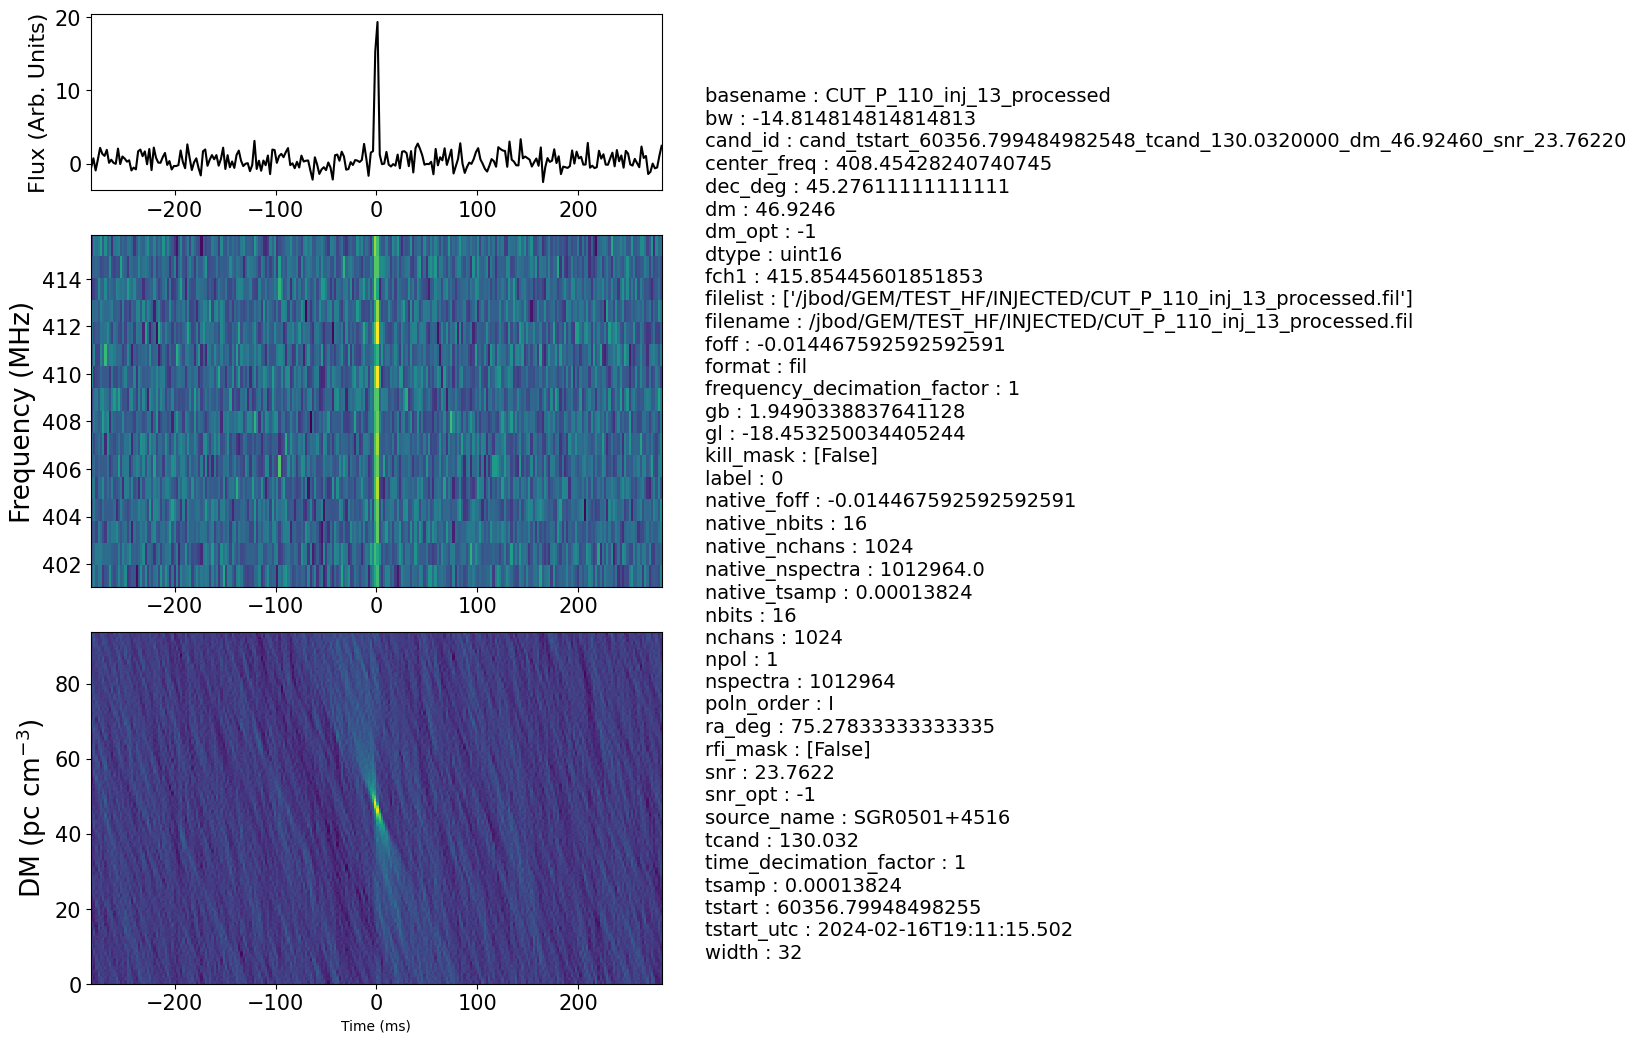 20
10
0
Flux (Arb. Units)
−200
−100
0
100
200
414
412
410
408
406
404
402
Frequency (MHz)
−200
−100
0
100
200
80
60
40
20
0
DM (pc cm−3)
−200
−100
0
100
200
Time (ms)
basename : CUT_P_110_inj_13_processed
bw : -14.814814814814813
cand_id : cand_tstart_60356.799484982548_tcand_130.0320000_dm_46.92460_snr_23.76220
center_freq : 408.45428240740745
dec_deg : 45.27611111111111
dm : 46.9246
dm_opt : -1
dtype : uint16
fch1 : 415.85445601851853
filelist : ['/jbod/GEM/TEST_HF/INJECTED/CUT_P_110_inj_13_processed.fil']
filename : /jbod/GEM/TEST_HF/INJECTED/CUT_P_110_inj_13_processed.fil
foff : -0.014467592592592591
format : fil
frequency_decimation_factor : 1
gb : 1.9490338837641128
gl : -18.453250034405244
kill_mask : [False]
label : 0
native_foff : -0.014467592592592591
native_nbits : 16
native_nchans : 1024
native_nspectra : 1012964.0
native_tsamp : 0.00013824
nbits : 16
nchans : 1024
npol : 1
nspectra : 1012964
poln_order : I
ra_deg : 75.27833333333335
rfi_mask : [False]
snr : 23.7622
snr_opt : -1
source_name : SGR0501+4516
tcand : 130.032
time_decimation_factor : 1
tsamp : 0.00013824
tstart : 60356.79948498255
tstart_utc : 2024-02-16T19:11:15.502
width : 32